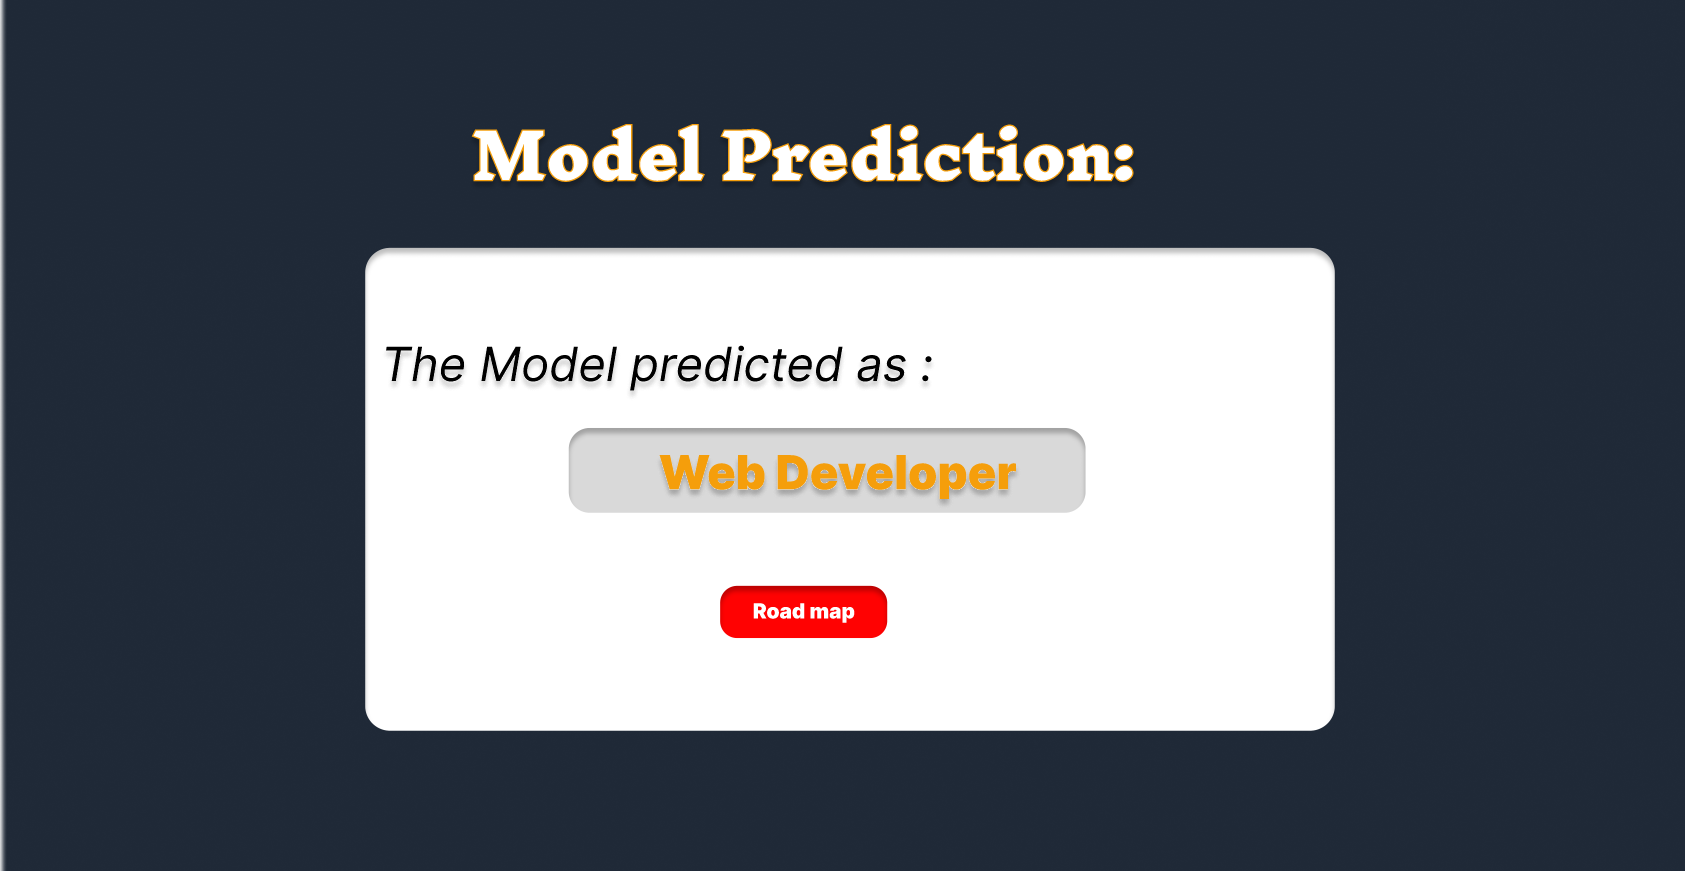 Model Prediction:
The Model predicted as :
Web Developer
Road map